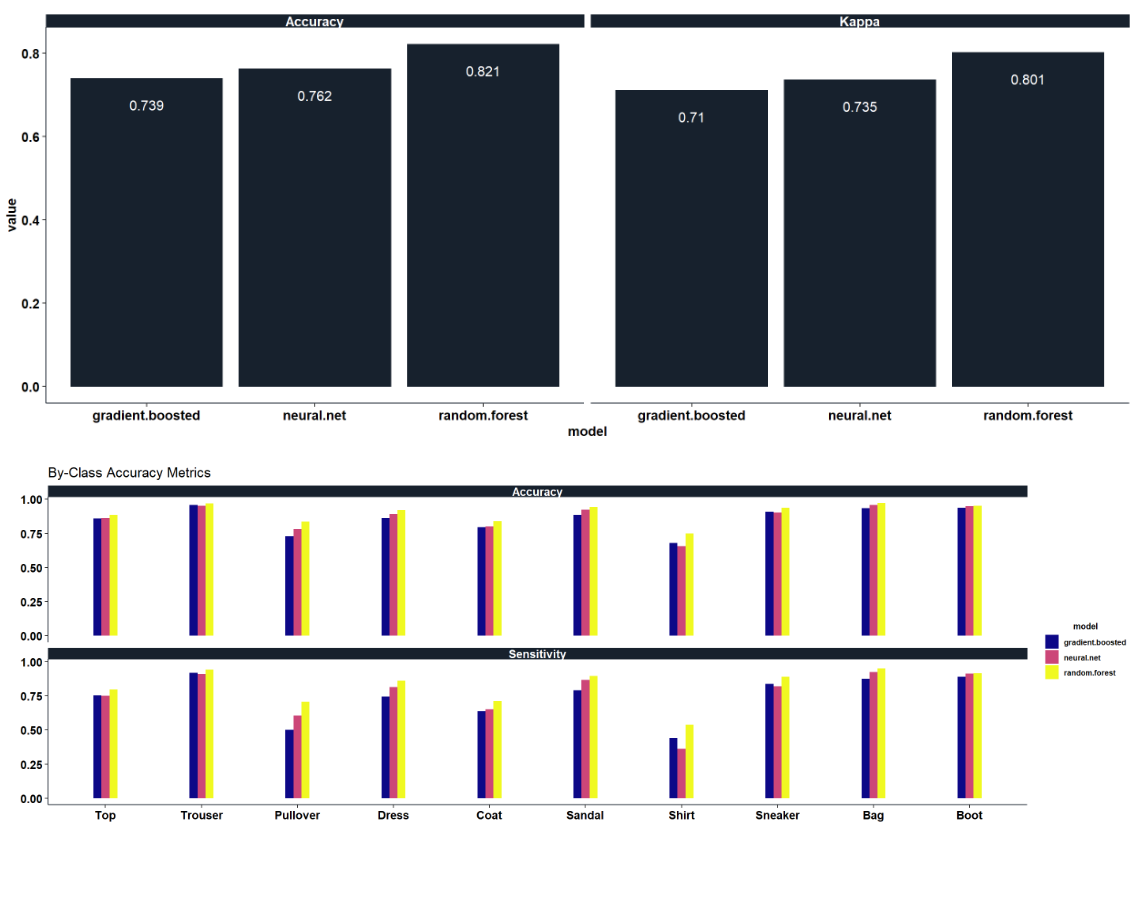 Accuracy Kappa
0.8
0.6
0.4
0.2
0.0
value
0.739 0.762 0.821 0.71 0.735 0.801
gradient.boosted neural.net random.forest gradient.boosted neural.net random.forest
model
By-Class Accuracy Metrics
Accuracy
1.00
0.75
0.50
0.25
0.00
Sensitivity
1.00
0.75
0.50
0.25
0.00
Top Trouser Pullover Dress Coat Sandal Shirt Sneaker Bag Boot
model
gradient.boosted
neural.net
random.forest